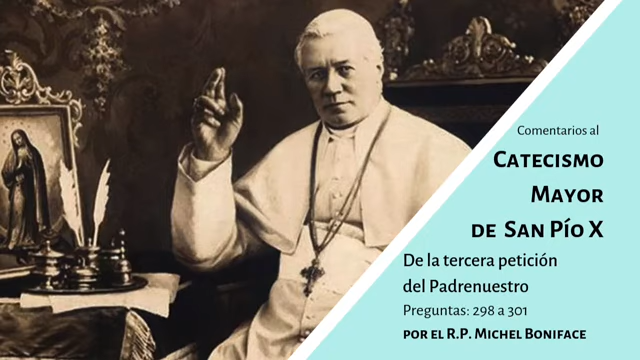 Comentarios al
Catecismo
Mayor
de San Pío X
De la tercera petición
del Padrenuestro
Preguntas: 298 a 301
por el R.P. Michel Boniface